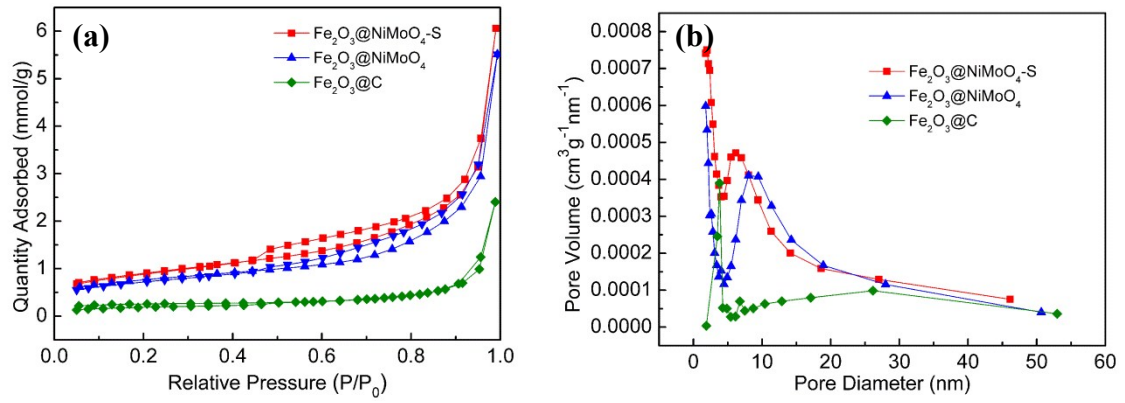 (a)
Fe₂O₃@NiMoO₄-S
Fe₂O₃@NiMoO₄
Fe₂O₃@C
Quantity Adsorbed (mmol/g)
6
5
4
3
2
1
0
0.0 0.2 0.4 0.6 0.8 1.0
Relative Pressure (P/P₀)
(b)
Fe₂O₃@NiMoO₄-S
Fe₂O₃@NiMoO₄
Fe₂O₃@C
Pore Volume (cm³g⁻¹nm⁻¹)
0.0008
0.0007
0.0006
0.0005
0.0004
0.0003
0.0002
0.0001
0.0000
0 10 20 30 40 50 60
Pore Diameter (nm)